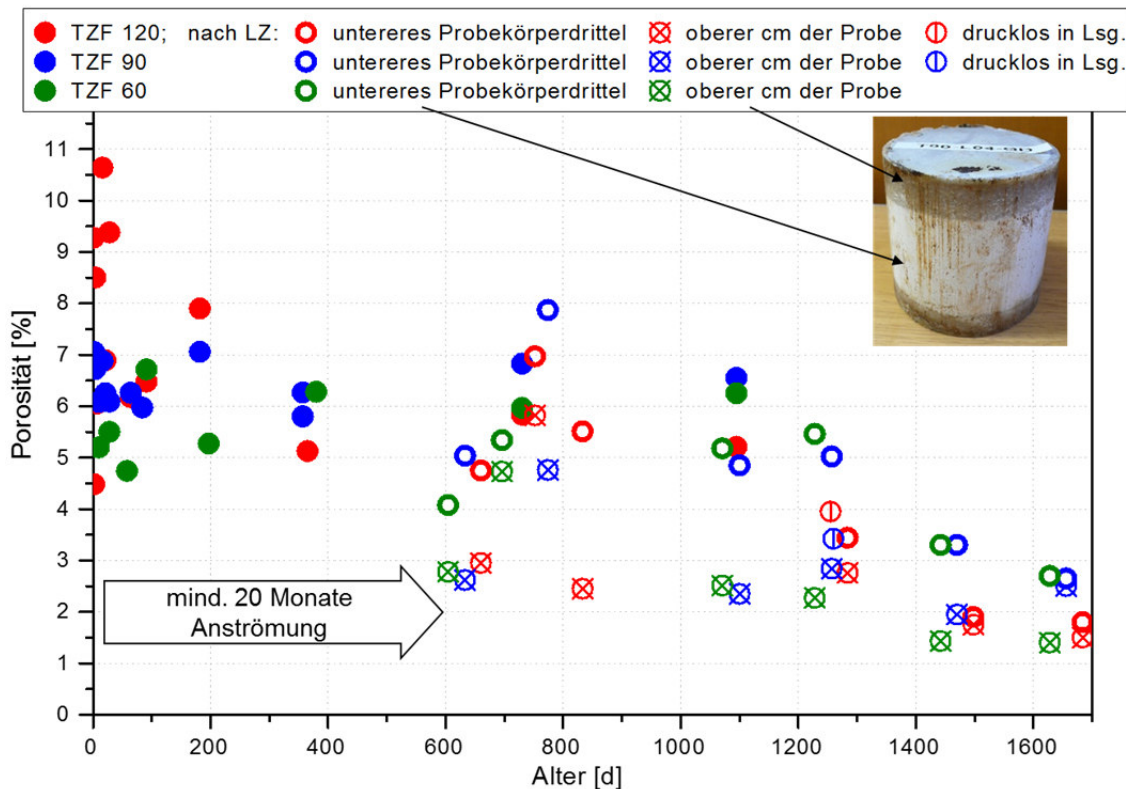 TZF 120; nach LZ: untereres Probekörperdrittel oberer cm der Probe drucklos in Lsg.
TZF 90 untereres Probekörperdrittel oberer cm der Probe drucklos in Lsg.
TZF 60 untereres Probekörperdrittel oberer cm der Probe
11
10
9
8
7
6
5
4
3
2
1
0
Porosität [%]
mind. 20 Monate
Anströmung
0 200 400 600 800 1000 1200 1400 1600
Alter [d]